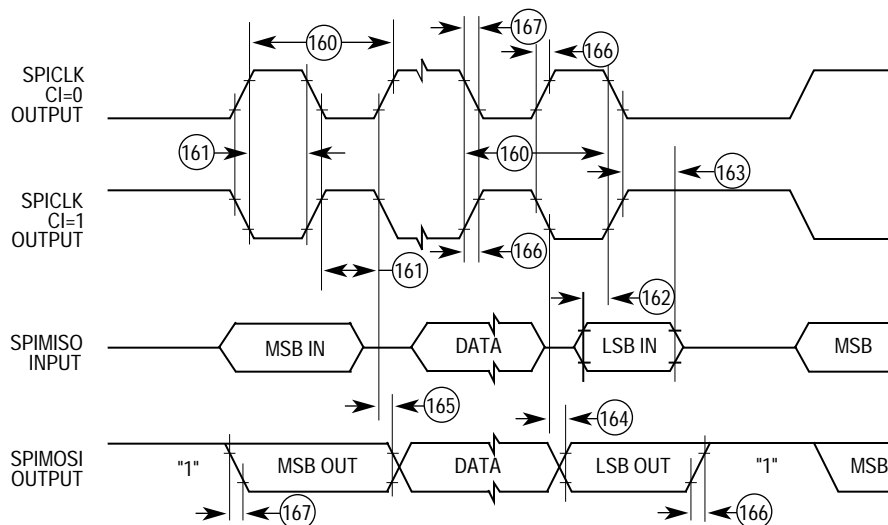 167
160
166
SPICLK
CI=0
OUTPUT
161
160
163
SPICLK
CI=1
OUTPUT
161
166
162
SPIMISO
INPUT
MSB IN
DATA
LSB IN
MSB
165
164
SPIMOSI
OUTPUT
"1"
MSB OUT
DATA
LSB OUT
"1"
MSB
167
166